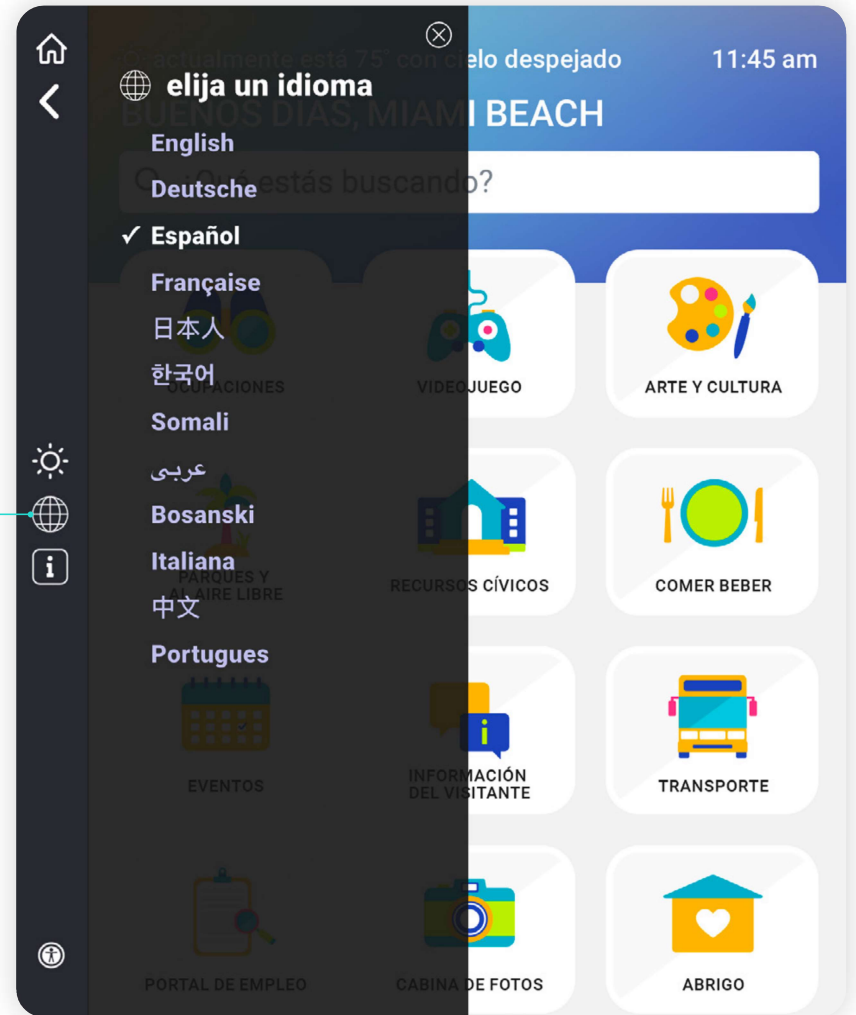 actualmente está 75° con cielo despejado
11:45 am
elija un idioma
BUENOS DÍAS, MIAMI BEACH
¿Qué estás buscando?
English
Deutsche
✓ Español
Française
日本人
한국어
Somali
عربى
Bosanski
Italiana
中文
Portugues
OCUPACIONES
VIDEOJUEGO
ARTE Y CULTURA
PARQUES Y
AL AIRE LIBRE
RECURSOS CÍVICOS
COMER BEBER
EVENTOS
INFORMACIÓN
DEL VISITANTE
TRANSPORTE
PORTAL DE EMPLEO
CABINA DE FOTOS
ABRIGO